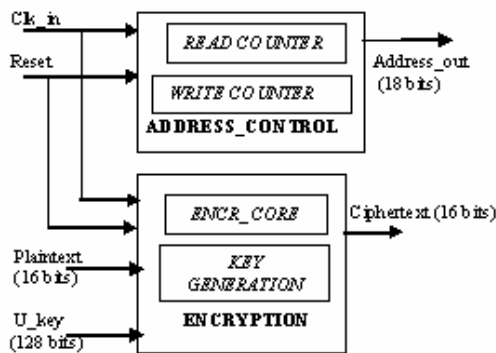 Clk_in
READ COUNTER
Reset
Address_out
(18 bits)
WRITE COUNTER
ADDRESS_CONTROL
ENCR_CORE
Ciphertext (16 bits)
Plaintext
(16 bits)
KEY
GENERATION
U_key
(128 bits)
ENCRYPTION